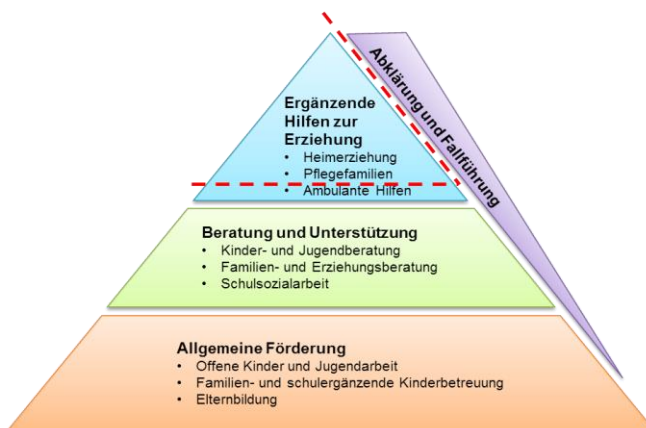 Ergänzende
Hilfen zur
Erziehung
• Heimerziehung
• Pflegefamilien
• Ambulante Hilfen
Abklärung und Fallführung
Beratung und Unterstützung
• Kinder- und Jugendberatung
• Familien- und Erziehungsberatung
• Schulsozialarbeit
Allgemeine Förderung
• Offene Kinder und Jugendarbeit
• Familien- und schulergänzende Kinderbetreuung
• Elternbildung